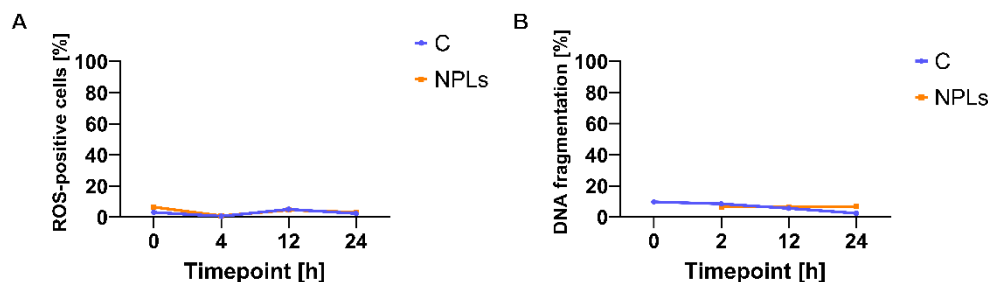 A
ROS-positive cells [%]
100
80
60
40
20
0
0 4 12 24
Timepoint [h]
C
NPLs
B
DNA fragmentation [%]
100
80
60
40
20
0
0 2 12 24
Timepoint [h]
C
NPLs